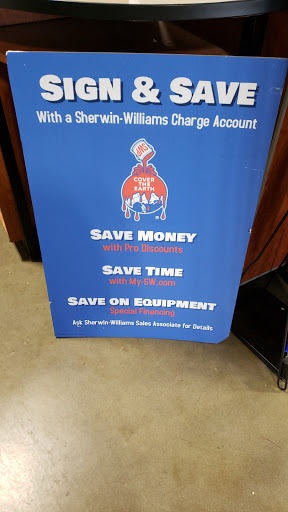 SIGN & SAVE
With a Sherwin-Williams Charge Account
SWP
COVER
THE
EARTH
SAVE MONEY
with Pro Discounts
SAVE TIME
with My-SW.com
SAVE ON EQUIPMENT
Special Financing
Ask Sherwin-Williams Sales Associate for Details